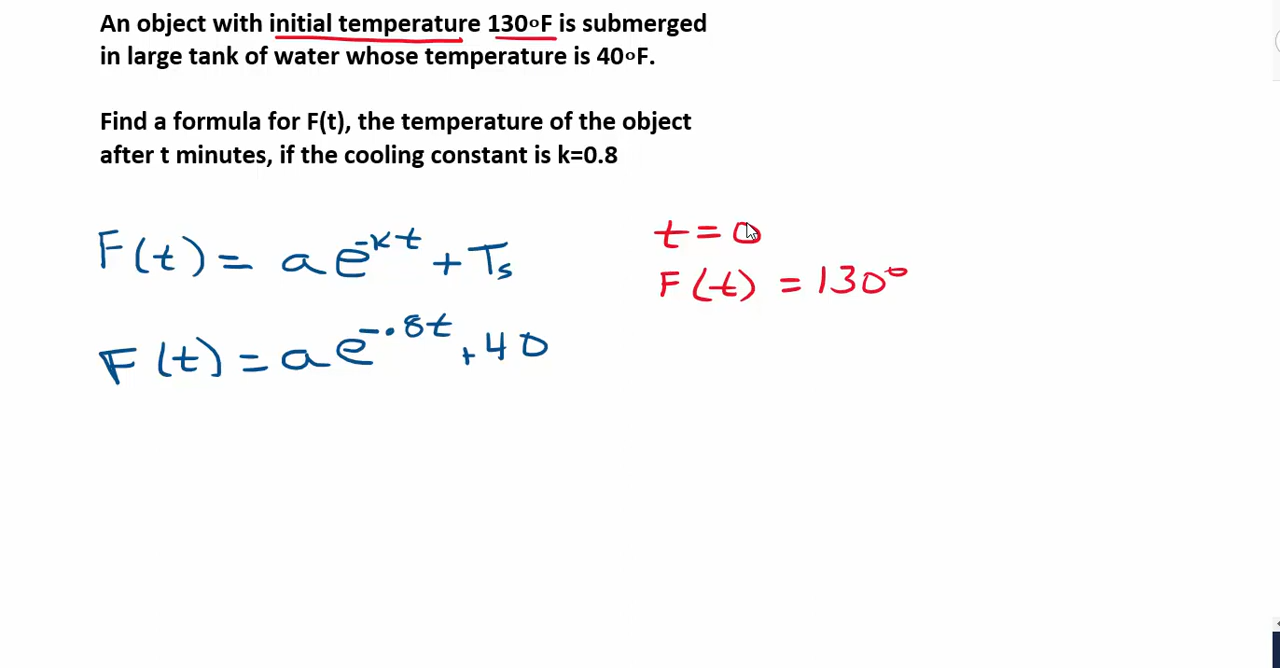 An object with initial temperature 130°F is submerged
in large tank of water whose temperature is 40°F.
Find a formula for F(t), the temperature of the object
after t minutes, if the cooling constant is k=0.8
F(t) = ae^-kt + Ts
F(t) = ae^-.8t + 40
t = 0
F(t) = 130°